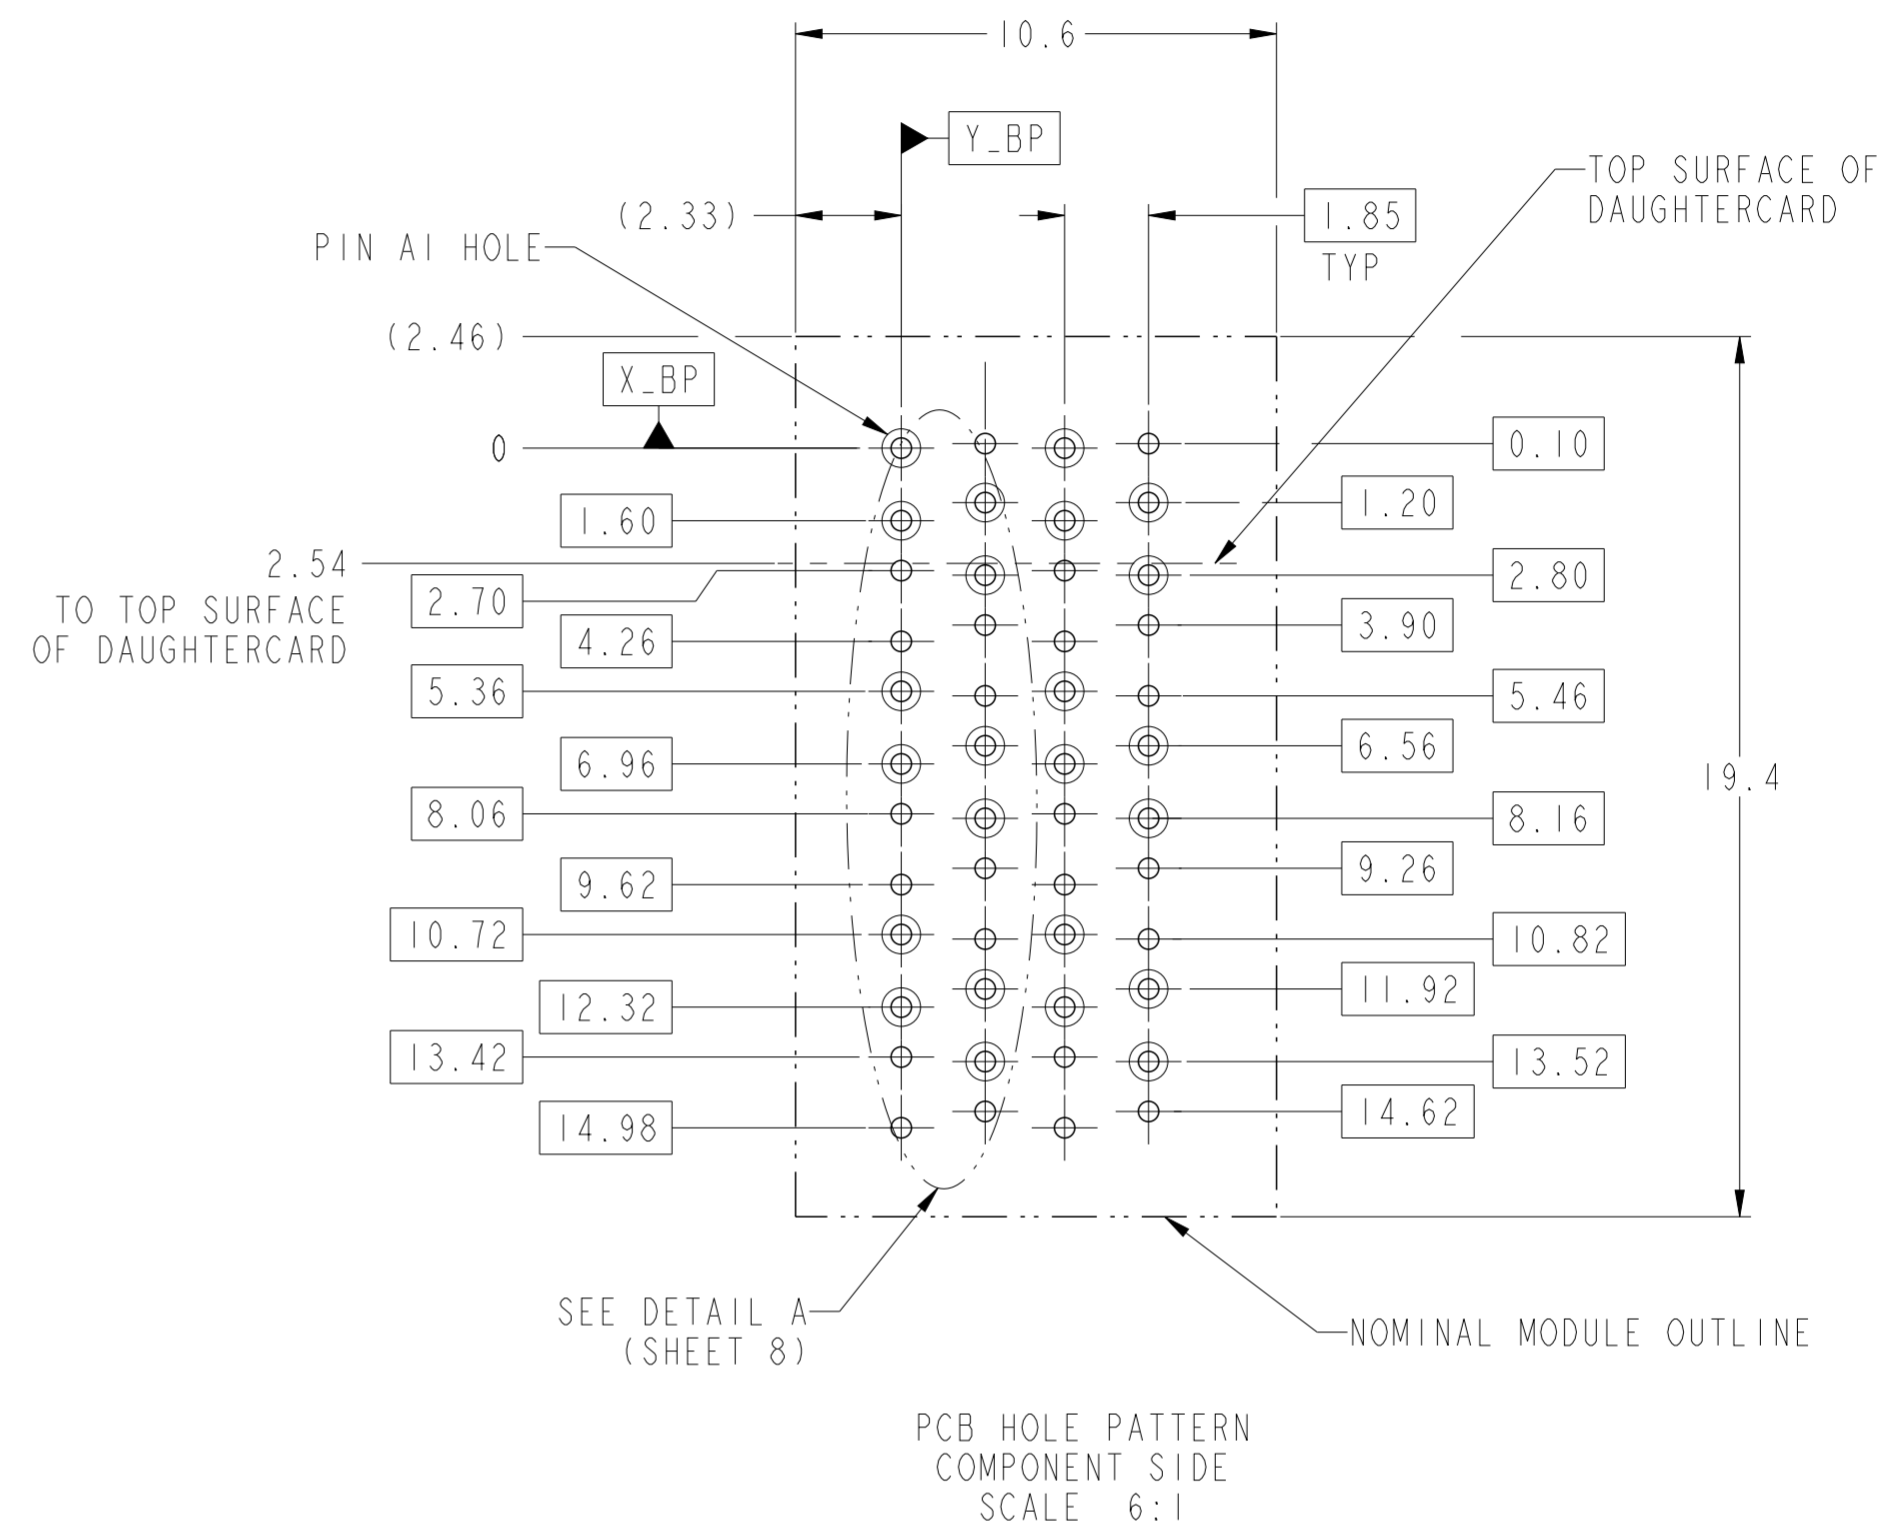 10.6
Y_BP
(2.33)
1.85
TYP
TOP SURFACE OF
DAUGHTERCARD
PIN A1 HOLE
(2.46)
X_BP
0
0.10
1.60
1.20
2.54
TO TOP SURFACE
OF DAUGHTERCARD
2.70
2.80
4.26
3.90
5.36
5.46
6.96
6.56
19.4
8.06
8.16
9.62
9.26
10.72
10.82
12.32
11.92
13.42
13.52
14.98
14.62
SEE DETAIL A
(SHEET 8)
NOMINAL MODULE OUTLINE
PCB HOLE PATTERN
COMPONENT SIDE
SCALE 6:1